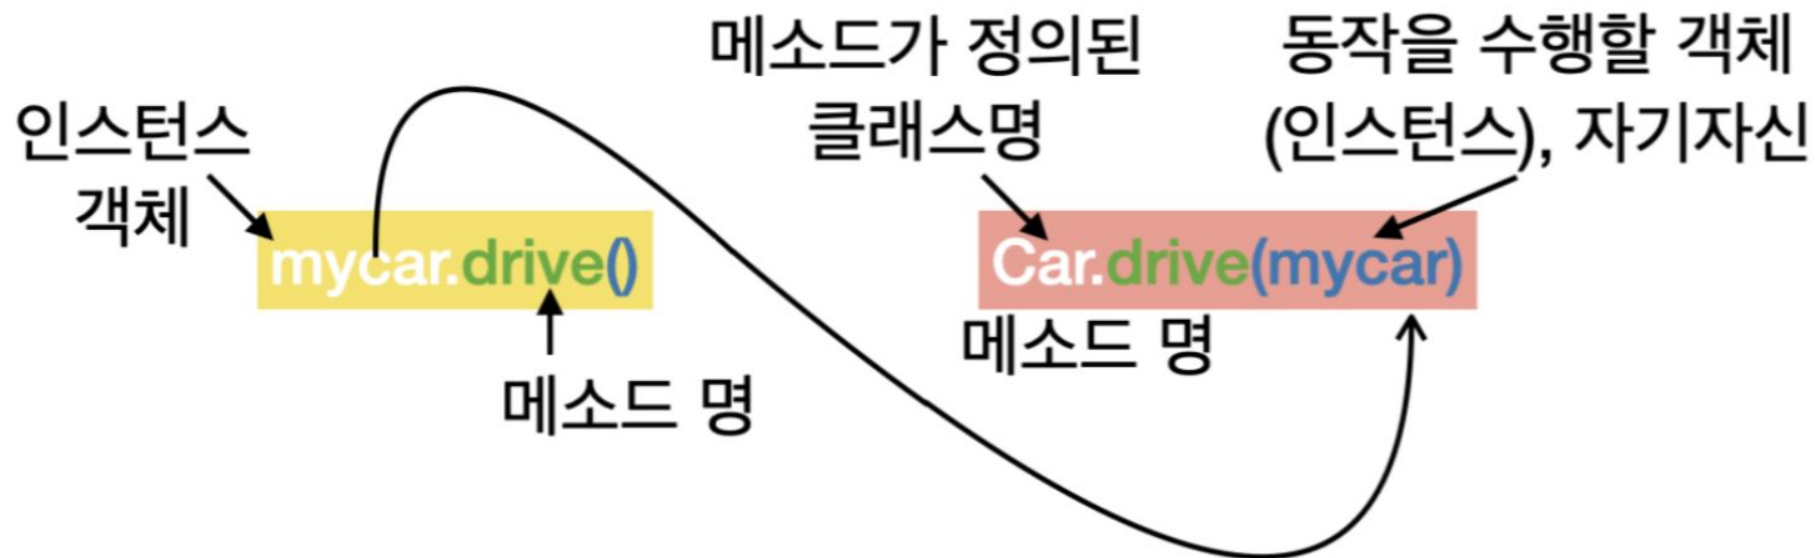 인스턴스
객체
mycar.drive()
메소드 명
메소드가 정의된
클래스명
동작을 수행할 객체
(인스턴스), 자기자신
Car.drive(mycar)
메소드 명